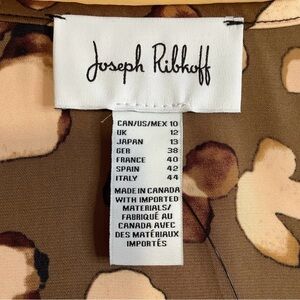 Joseph Ribkoff
CAN/US/MEX 10
UK 12
JAPAN 13
GER 38
FRANCE 40
SPAIN 42
ITALY 44
MADE IN CANADA
WITH IMPORTED
MATERIALS/
FABRIQUÉ AU
CANADA AVEC
DES MATÉRIAUX
IMPORTÉS